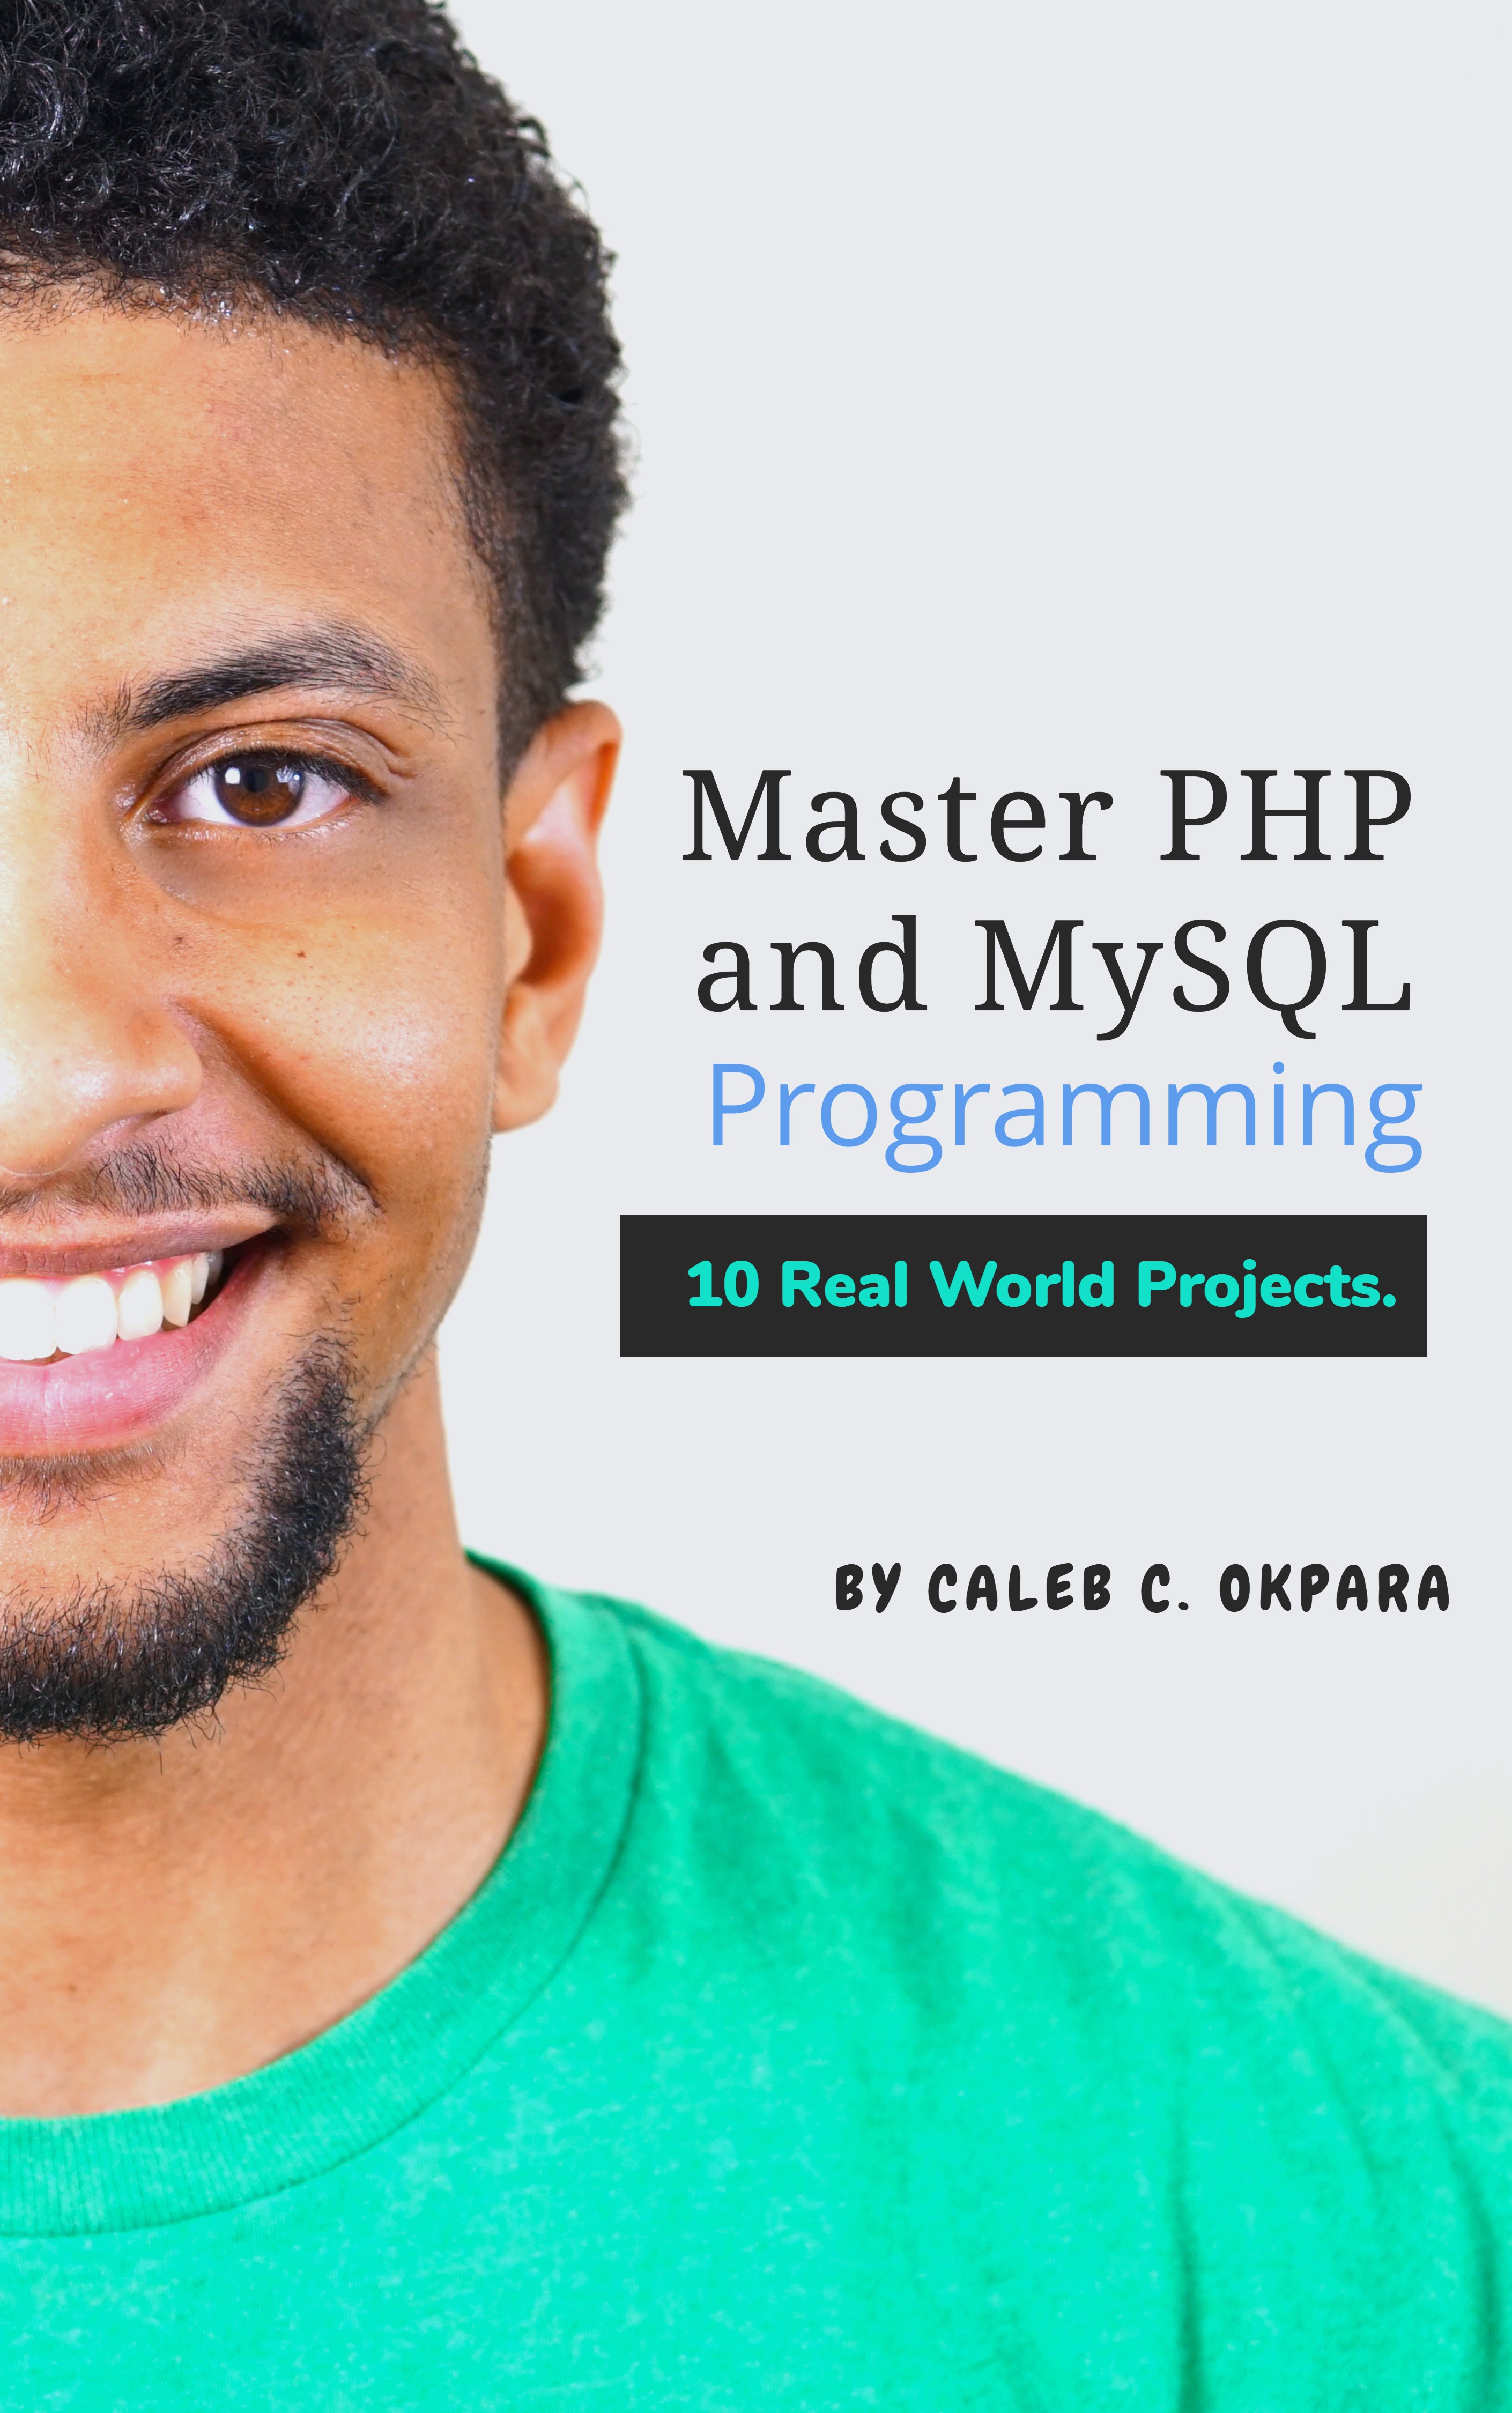 Master PHP
and MySQL
Programming
10 Real World Projects.
BY CALEB C. OKPARA